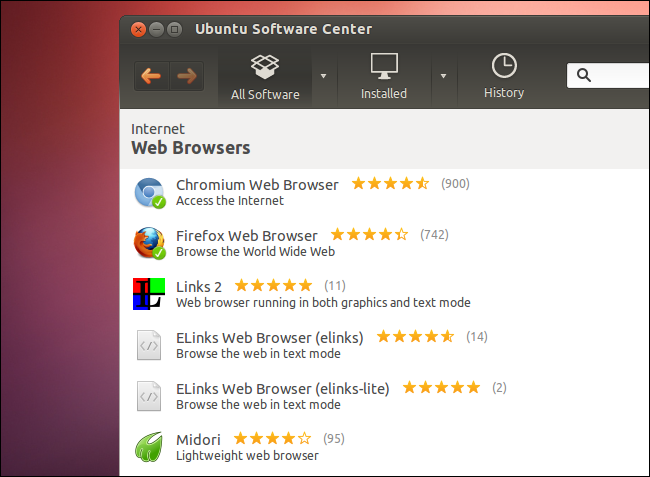 Ubuntu Software Center
All Software
Installed
History
Internet
Web Browsers
Chromium Web Browser (900)
Access the Internet
Firefox Web Browser (742)
Browse the World Wide Web
Links 2 (11)
Web browser running in both graphics and text mode
ELinks Web Browser (elinks) (14)
Browse the web in text mode
ELinks Web Browser (elinks-lite) (2)
Browse the web in text mode
Midori (95)
Lightweight web browser